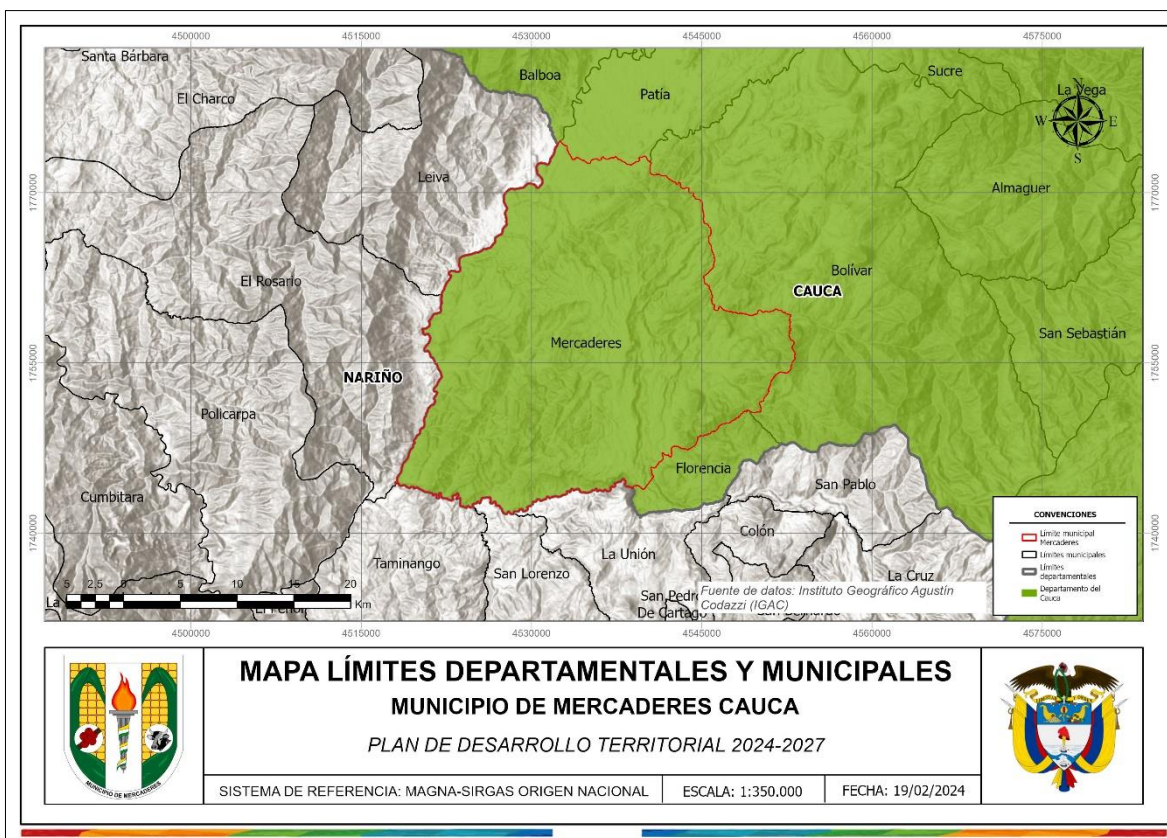 4500000 4515000 4530000 4545000 4560000 4575000
Santa Bárbara
Balboa
Sucre
El Charco
Patía
La Vega
N
W E
S
Leiva
Almaguer
1770000 1770000
El Rosario
Bolívar
CAUCA
Mercaderes
San Sebastián
1755000 1755000
NARIÑO
Policarpa
Florencia
Cumbitara
San Pablo
CONVENCIONES
Límite municipal
Mercaderes
Límites municipales
Límites
departamentales
Departamento del
Cauca
1740000 1740000
Colón
La Unión
Taminango
San Lorenzo
La Cruz
5 2,5 0 5 10 15 20
Km
La
San Pedro
De Cartago
Fuente de datos: Instituto Geográfico Agustín
Codazzi (IGAC)
4500000 4515000 4530000 4545000 4560000 4575000
MUNICIPIO DE MERCADERES
MAPA LÍMITES DEPARTAMENTALES Y MUNICIPALES
MUNICIPIO DE MERCADERES CAUCA
PLAN DE DESARROLLO TERRITORIAL 2024-2027
SISTEMA DE REFERENCIA: MAGNA-SIRGAS ORIGEN NACIONAL
ESCALA: 1:350.000
FECHA: 19/02/2024